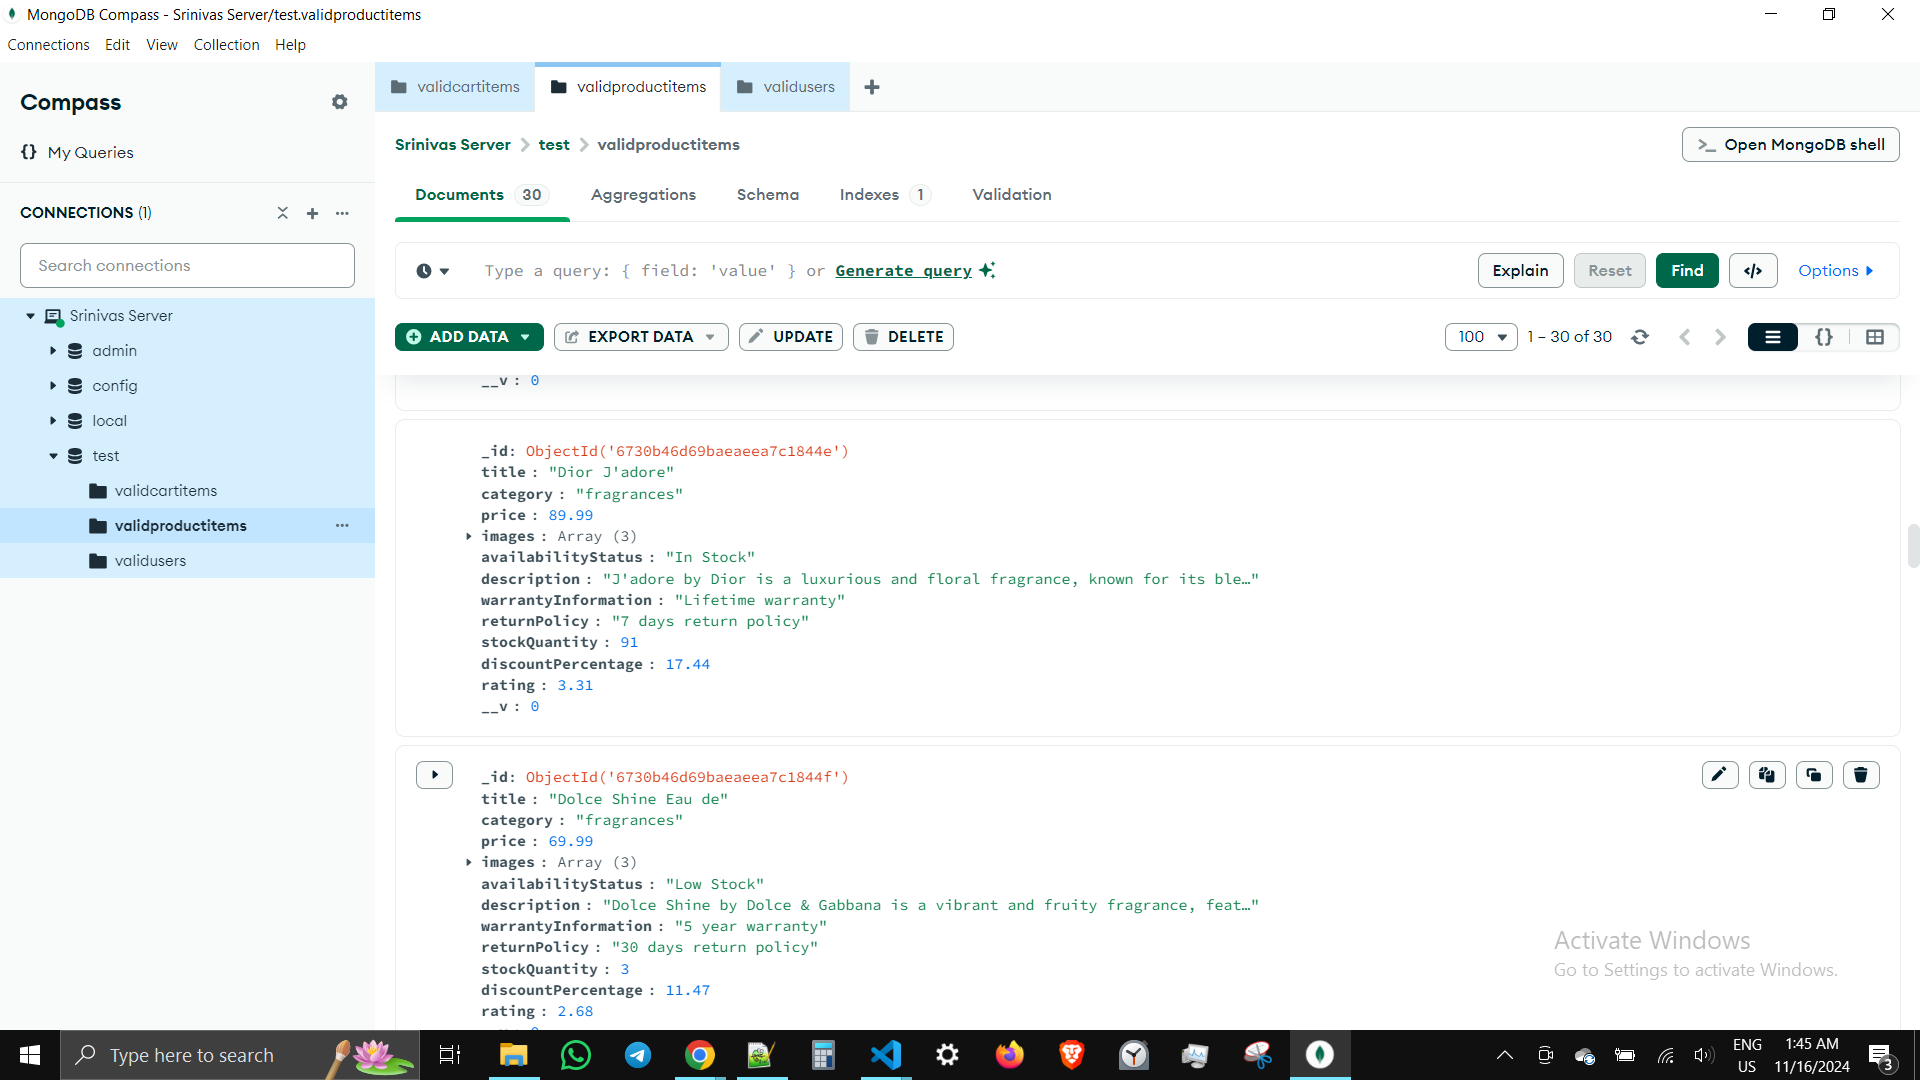 MongoDB Compass - Srinivas Server/test.validproductitems
Connections Edit View Collection Help
Compass
{} My Queries
CONNECTIONS (1)
Search connections
Srinivas Server
admin
config
local
test
validcartitems
validproductitems
validusers
validcartitems validproductitems validusers
Srinivas Server > test > validproductitems
>_ Open MongoDB shell
Documents 30 Aggregations Schema Indexes 1 Validation
Type a query: { field: 'value' } or Generate query
Explain Reset Find </> Options
ADD DATA EXPORT DATA UPDATE DELETE
100 1 – 30 of 30 {}
__v : 0
_id: ObjectId('6730b46d69baeaeea7c1844e')
title : "Dior J'adore"
category : "fragrances"
price : 89.99
images : Array (3)
availabilityStatus : "In Stock"
description : "J'adore by Dior is a luxurious and floral fragrance, known for its ble…"
warrantyInformation : "Lifetime warranty"
returnPolicy : "7 days return policy"
stockQuantity : 91
discountPercentage : 17.44
rating : 3.31
__v : 0
_id: ObjectId('6730b46d69baeaeea7c1844f')
title : "Dolce Shine Eau de"
category : "fragrances"
price : 69.99
images : Array (3)
availabilityStatus : "Low Stock"
description : "Dolce Shine by Dolce & Gabbana is a vibrant and fruity fragrance, feat…"
warrantyInformation : "5 year warranty"
returnPolicy : "30 days return policy"
stockQuantity : 3
discountPercentage : 11.47
rating : 2.68
Activate Windows
Go to Settings to activate Windows.
Type here to search
ENG
US
1:45 AM
11/16/2024
3